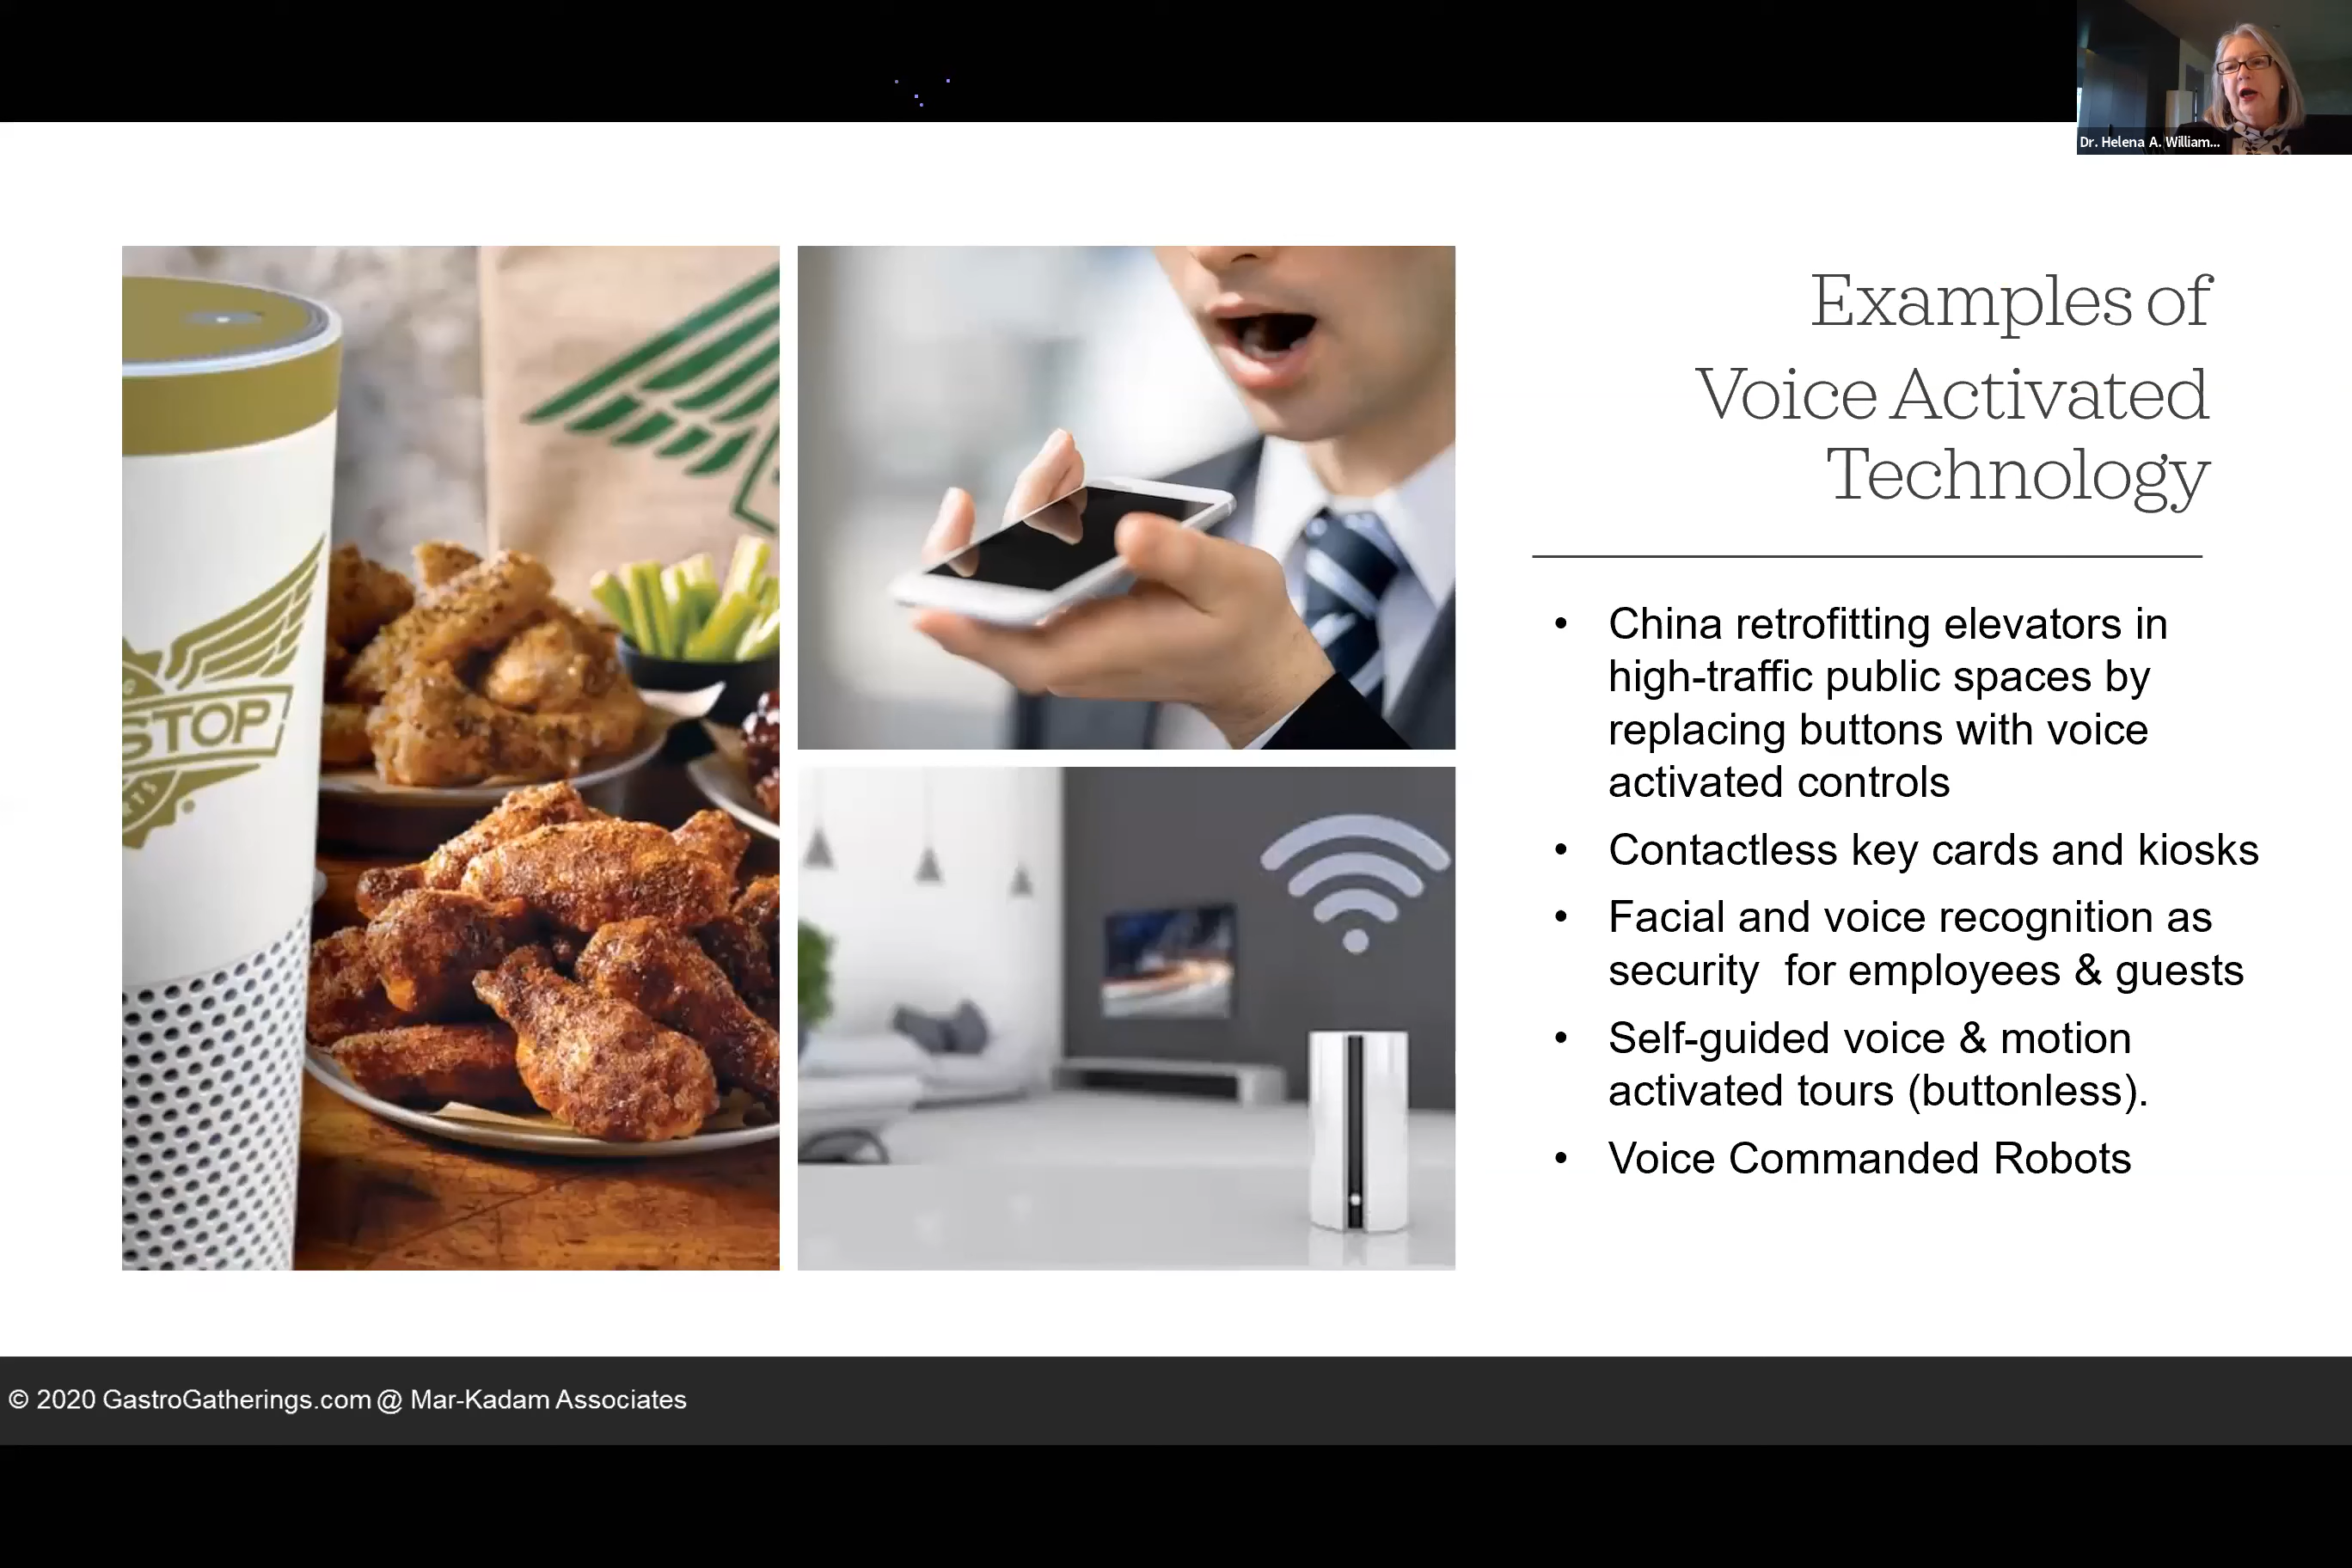 Dr. Helena A. William...
Examples of
Voice Activated
Technology
STOP
• China retrofitting elevators in
high-traffic public spaces by
replacing buttons with voice
activated controls
• Contactless key cards and kiosks
• Facial and voice recognition as
security for employees & guests
• Self-guided voice & motion
activated tours (buttonless).
• Voice Commanded Robots
© 2020 GastroGatherings.com @ Mar-Kadam Associates